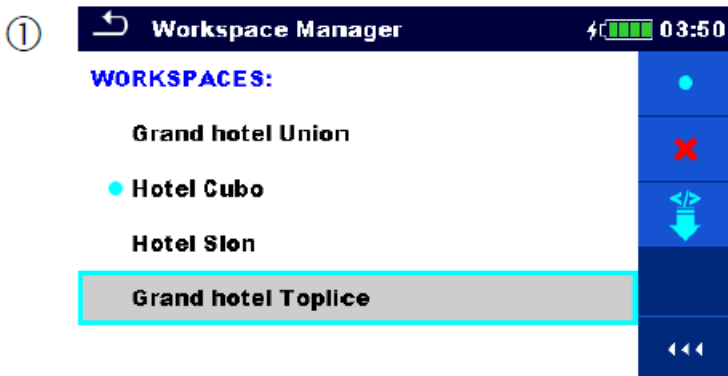 ①
Workspace Manager 03:50
WORKSPACES:
Grand hotel Union
Hotel Cubo
Hotel Slon
Grand hotel Toplice